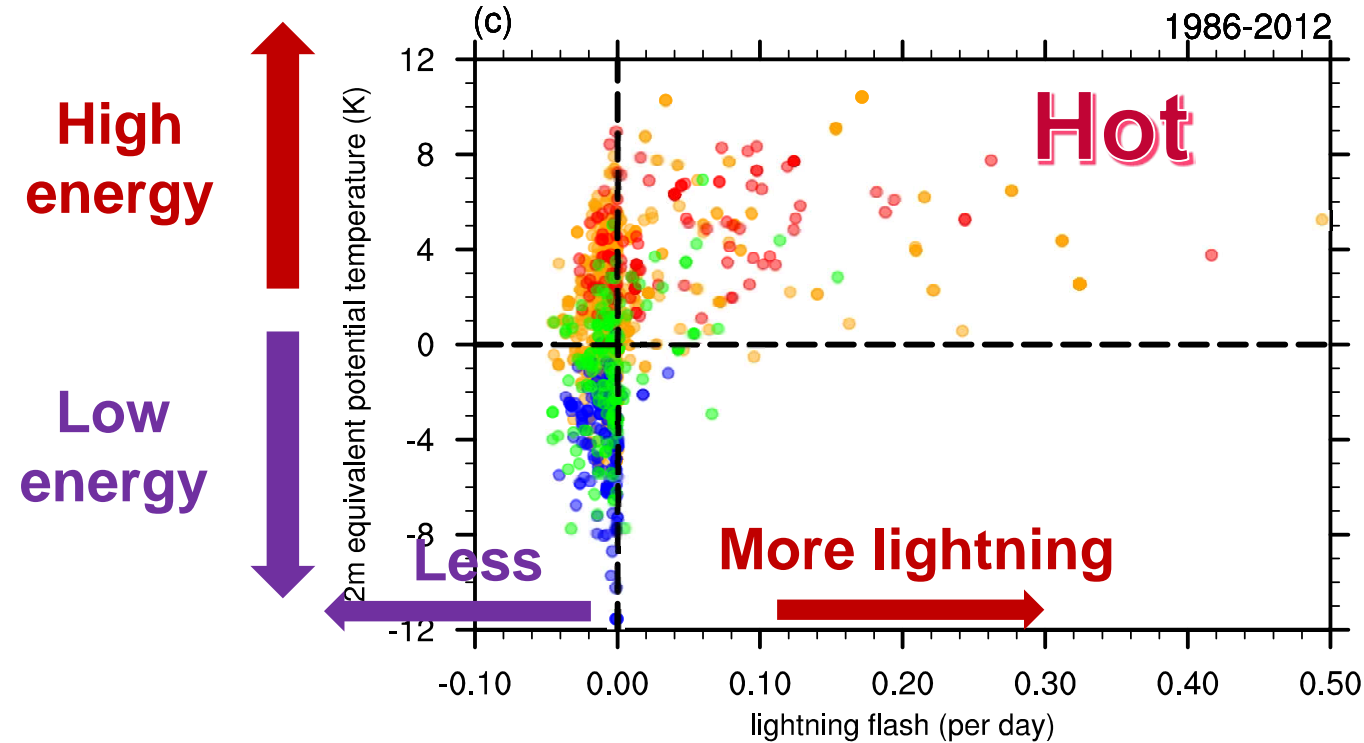 (c)
1986-2012
High
energy
Low
energy
2m equivalent potential temperature (K)
12
8
4
0
-4
-8
-12
Hot
Less
More lightning
-0.10
0.00
0.10
0.20
0.30
0.40
0.50
lightning flash (per day)